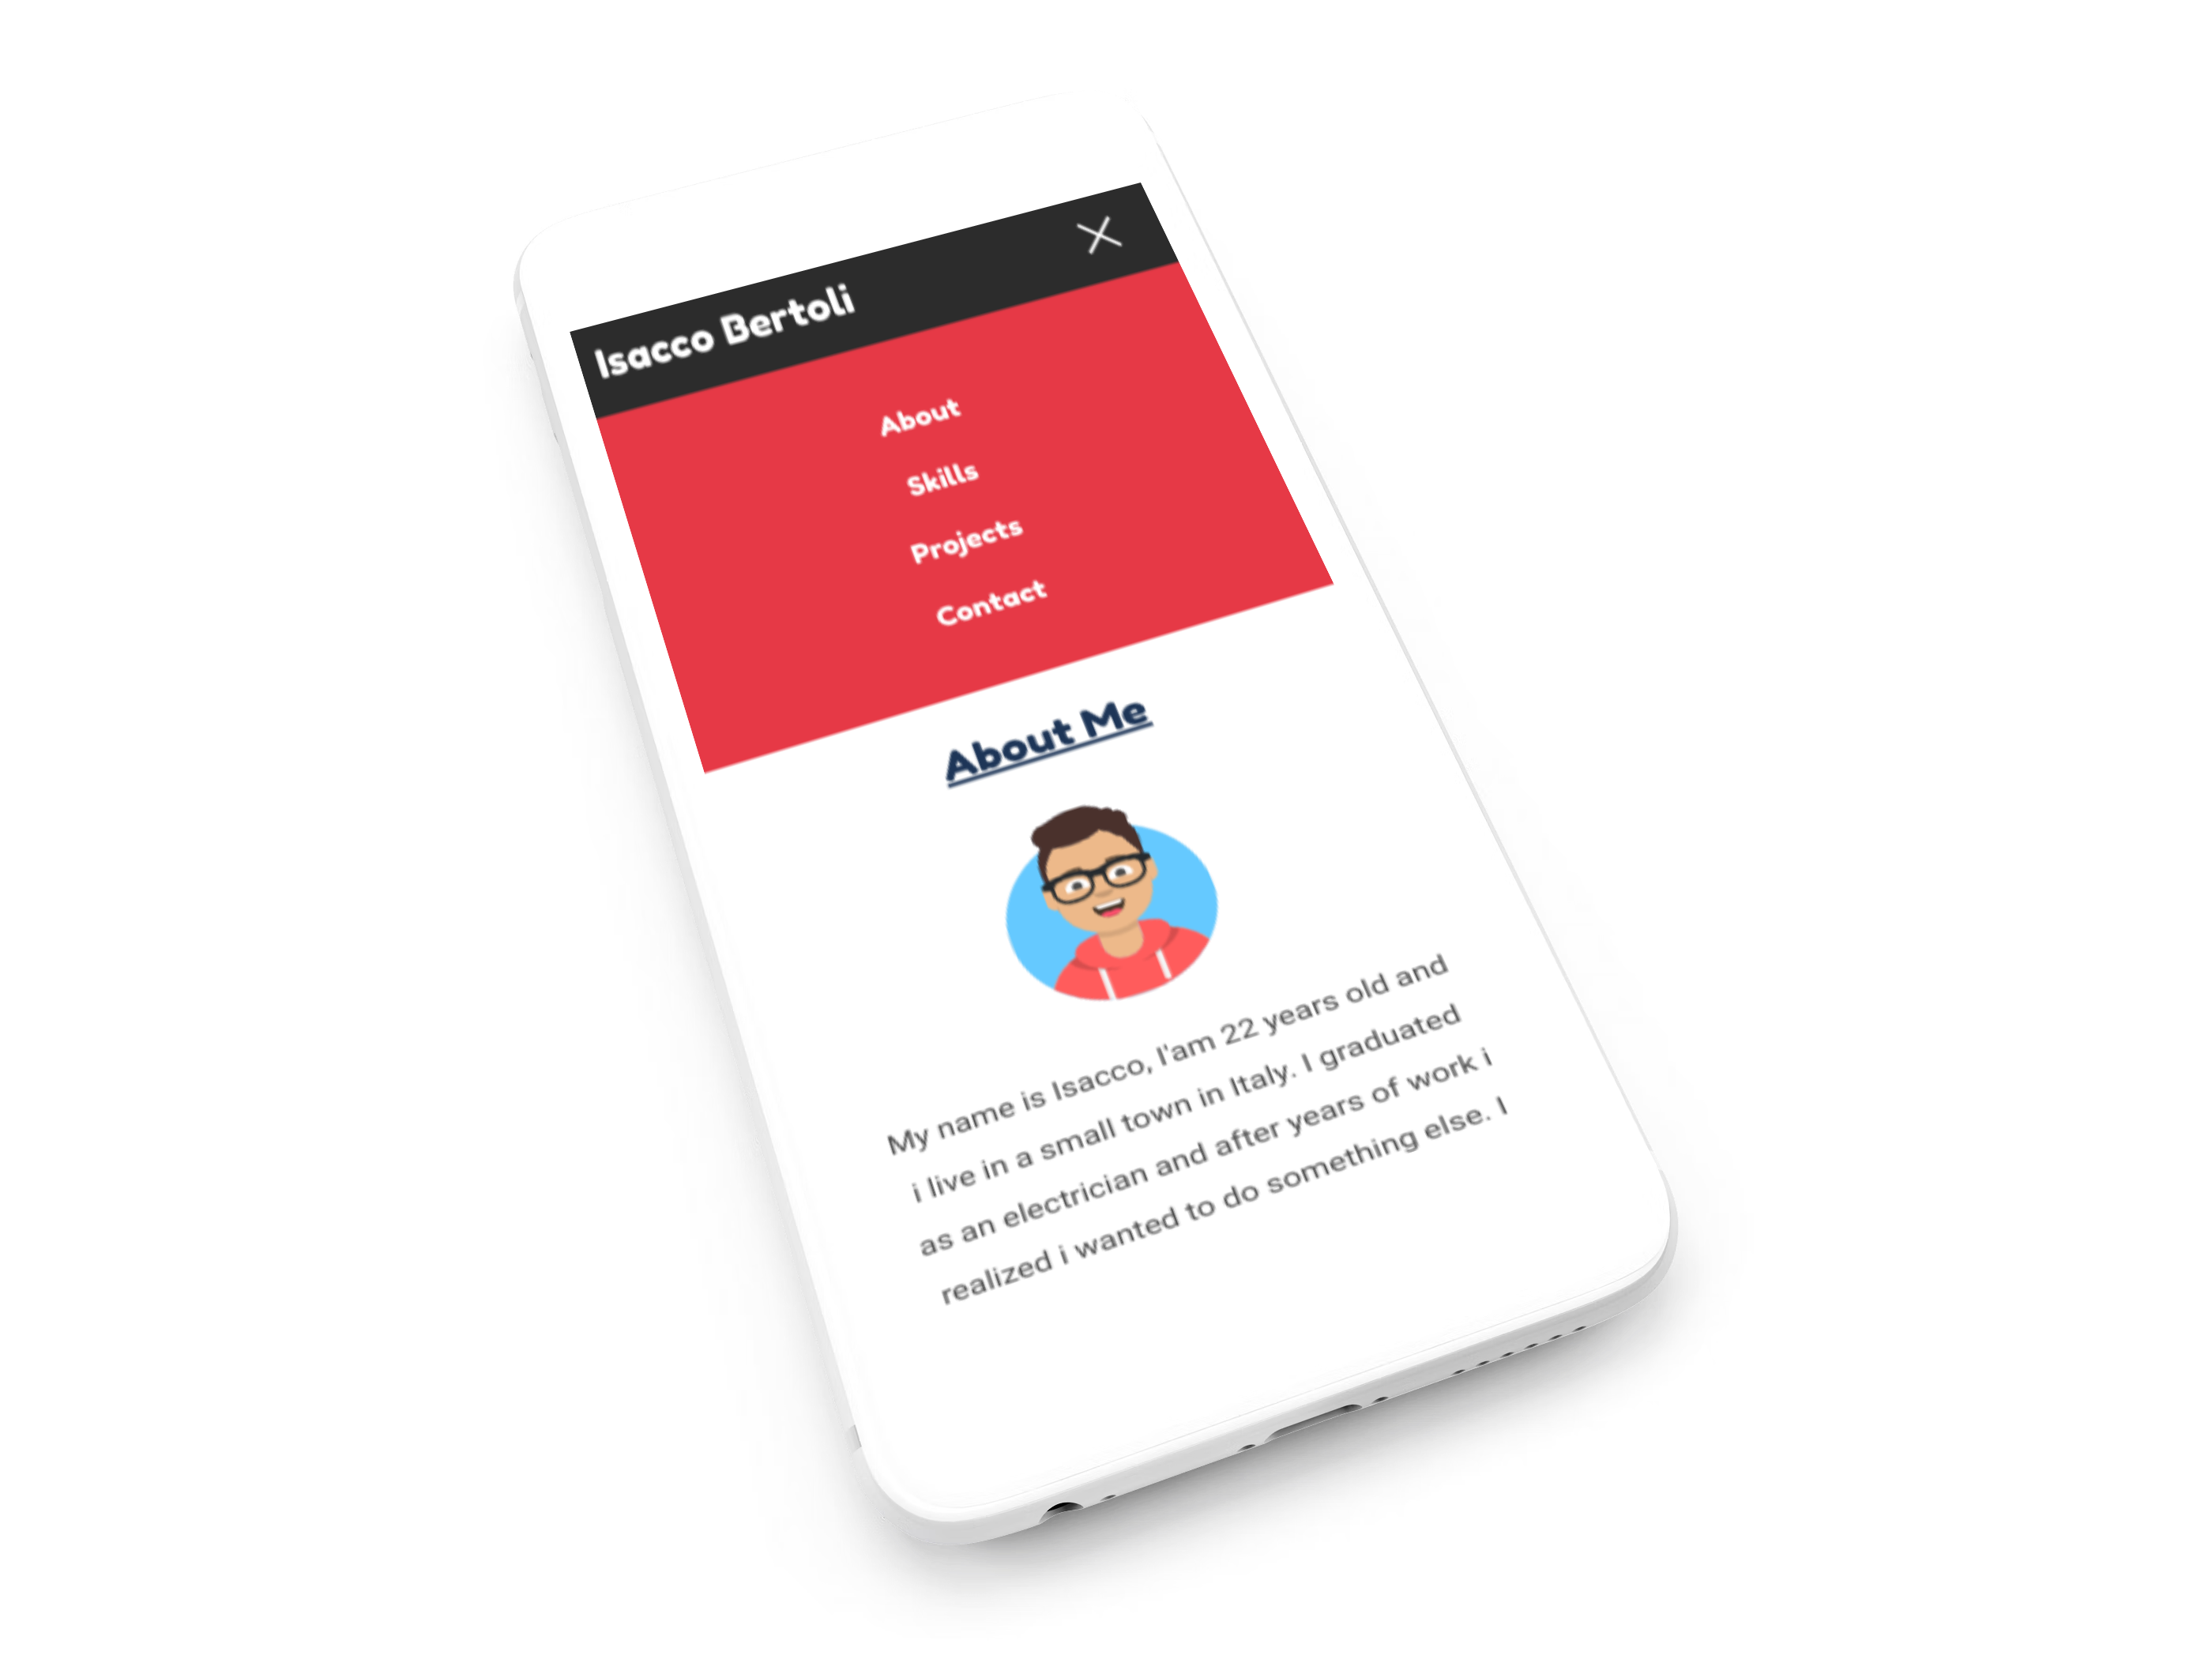 Isacco Bertoli
About
Skills
Projects
Contact
About Me
My name is Isacco, I'am 22 years old and
i live in a small town in Italy. I graduated
as an electrician and after years of work i
realized i wanted to do something else. I